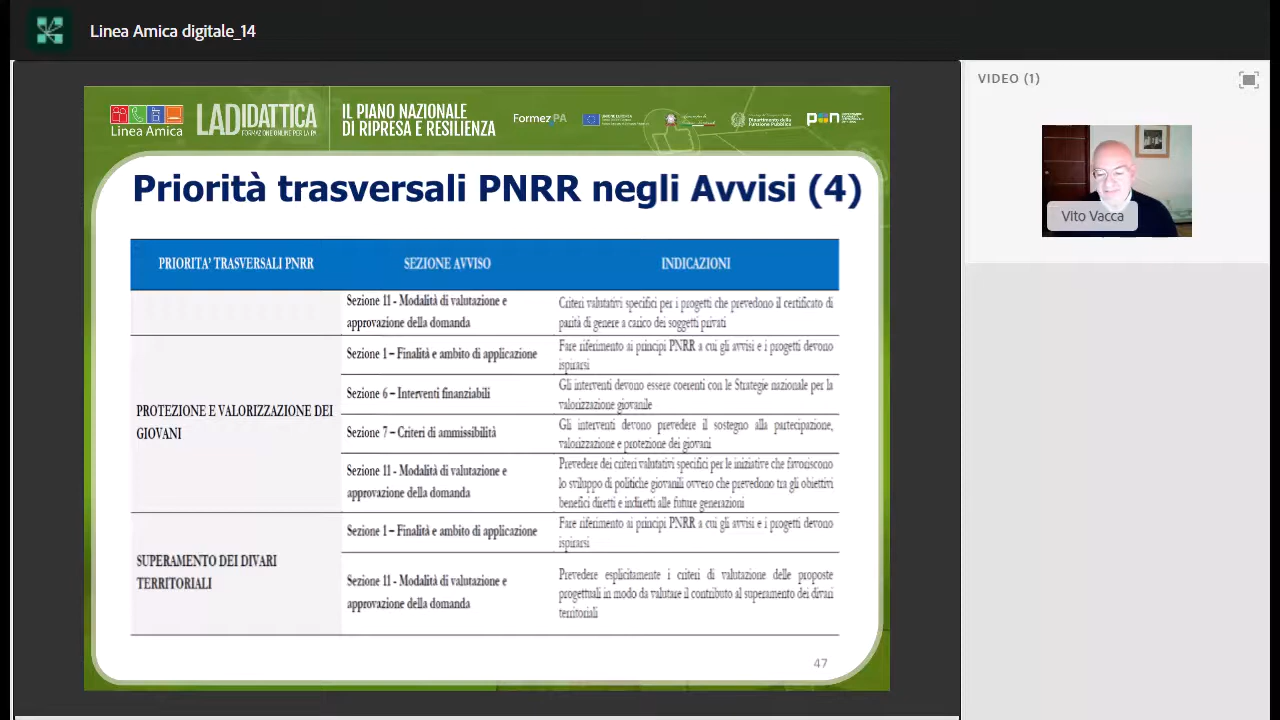 Linea Amica digitale_14
VIDEO (1)
Linea Amica
LADIDATTICA
FORMAZIONE ONLINE PER LA PA
IL PIANO NAZIONALE
DI RIPRESA E RESILIENZA
FormezPA
Dipartimento della
Funzione Pubblica
Priorità trasversali PNRR negli Avvisi (4)
PRIORITA' TRASVERSALI PNRR
SEZIONE AVVISO
INDICAZIONI
Sezione 11 - Modalità di valutazione e
approvazione della domanda
Criteri valutativi specifici per i progetti che prevedono il certificato di
parità di genere a carico dei soggetti privati
PROTEZIONE E VALORIZZAZIONE DEI
GIOVANI
Sezione 1 – Finalità e ambito di applicazione
Fare riferimento ai principi PNRR a cui gli avvisi e i progetti devono
ispirarsi
Sezione 6 – Interventi finanziabili
Gli interventi devono essere coerenti con le Strategie nazionale per la
valorizzazione giovanile
Sezione 7 – Criteri di ammissibilità
Gli interventi devono prevedere il sostegno alla partecipazione,
valorizzazione e protezione dei giovani
Sezione 11 - Modalità di valutazione e
approvazione della domanda
Prevedere dei criteri valutativi specifici per le iniziative che favoriscono
lo sviluppo di politiche giovanili ovvero che prevedono tra gli obiettivi
benefici diretti e indiretti alle future generazioni
SUPERAMENTO DEI DIVARI
TERRITORIALI
Sezione 1 – Finalità e ambito di applicazione
Fare riferimento ai principi PNRR a cui gli avvisi e i progetti devono
ispirarsi
Sezione 11 - Modalità di valutazione e
approvazione della domanda
Prevedere esplicitamente i criteri di valutazione delle proposte
progettuali in modo da valutare il contributo al superamento dei divari
territoriali
47
Vito Vacca